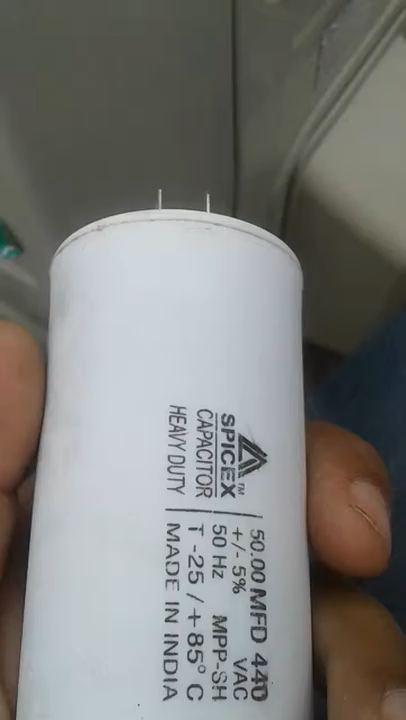 SPICEX™
CAPACITOR
HEAVY DUTY
50.00 MFD 440
+/- 5% VAC
50 Hz MPP-SH
T -25 / +85° C
MADE IN INDIA